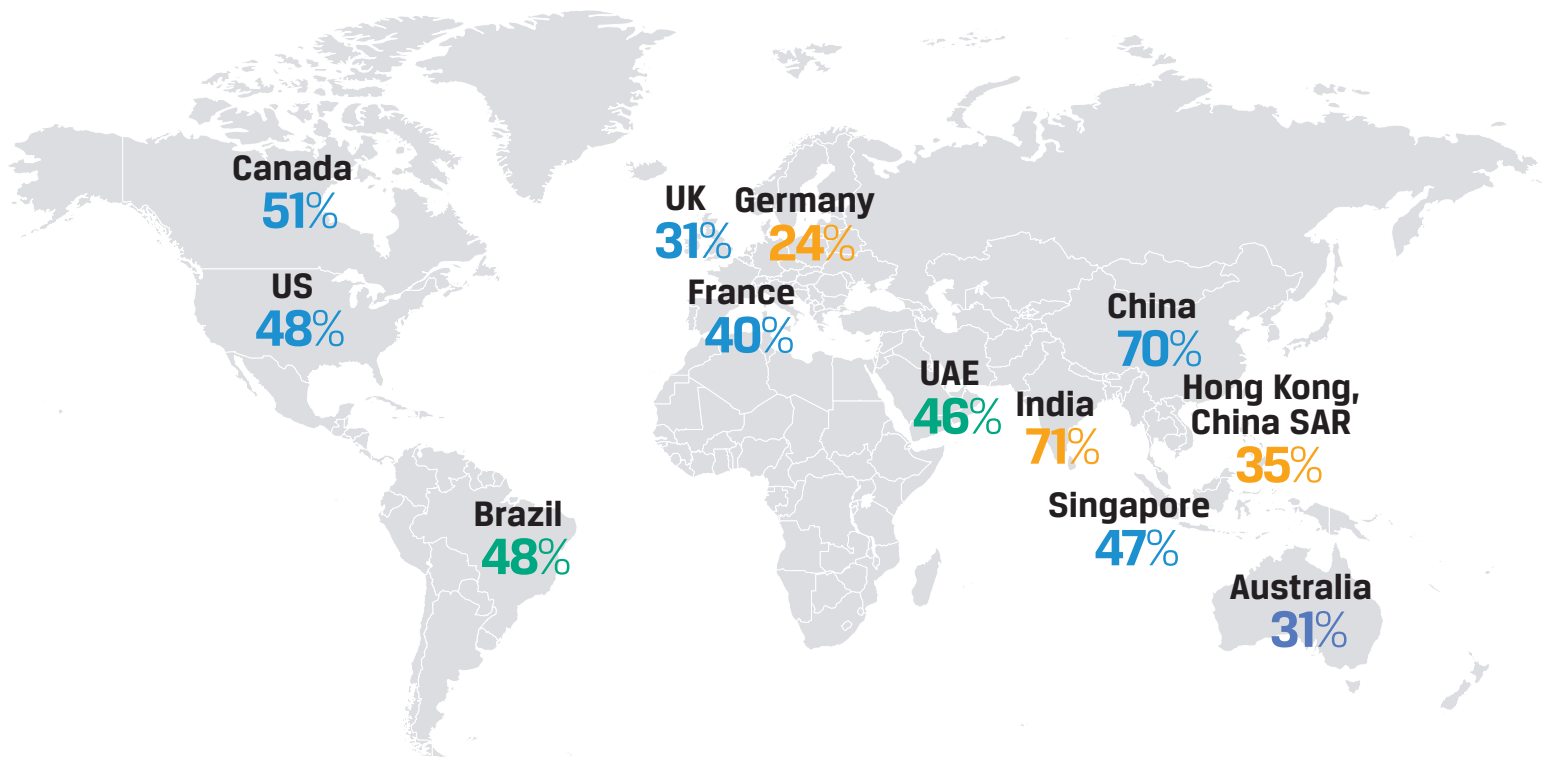 Canada
51%
US
48%
UK
31%
Germany
24%
France
40%
China
70%
UAE
46%
India
71%
Hong Kong,
China SAR
35%
Brazil
48%
Singapore
47%
Australia
31%